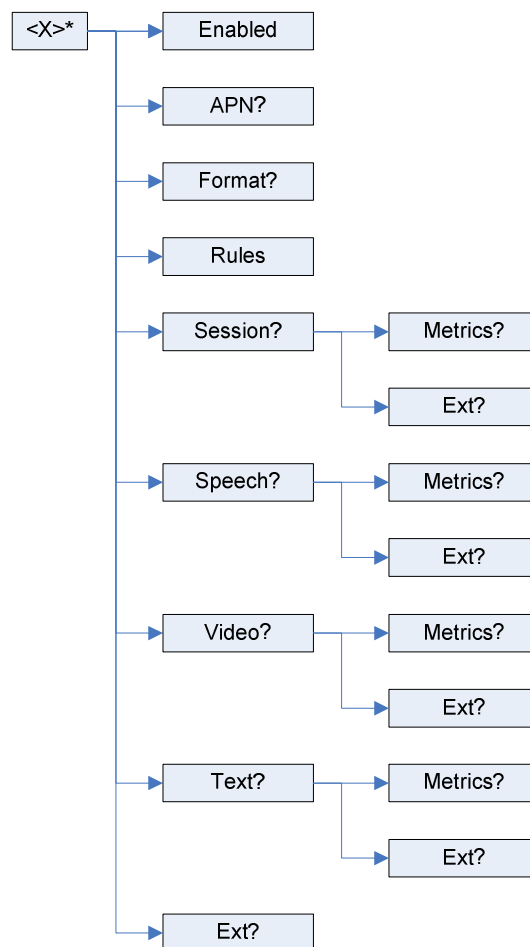 <X>*
Enabled
APN?
Format?
Rules
Session?
Metrics?
Ext?
Speech?
Metrics?
Ext?
Video?
Metrics?
Ext?
Text?
Metrics?
Ext?
Ext?